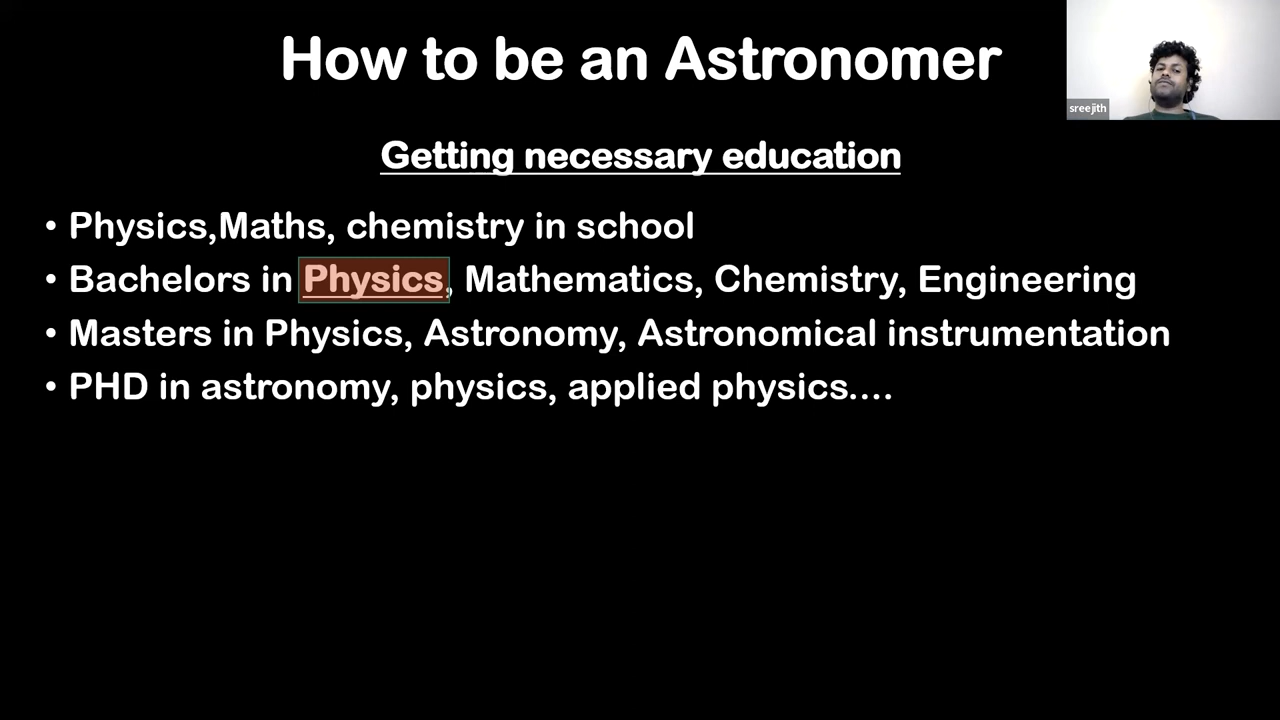 How to be an Astronomer
sreejith
Getting necessary education
• Physics,Maths, chemistry in school
• Bachelors in Physics, Mathematics, Chemistry, Engineering
• Masters in Physics, Astronomy, Astronomical instrumentation
• PHD in astronomy, physics, applied physics....